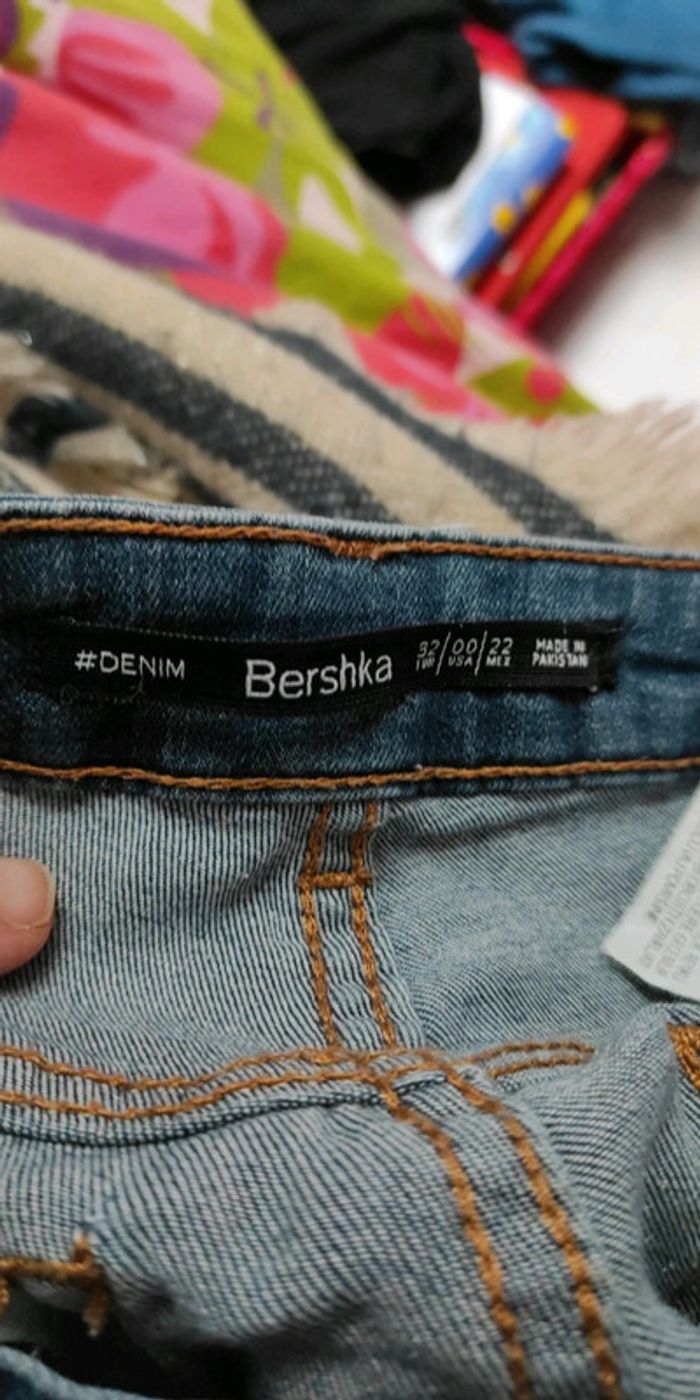 #DENIM
Bershka
32/00/22
EUR USA MEX
MADE IN
PAKISTAN